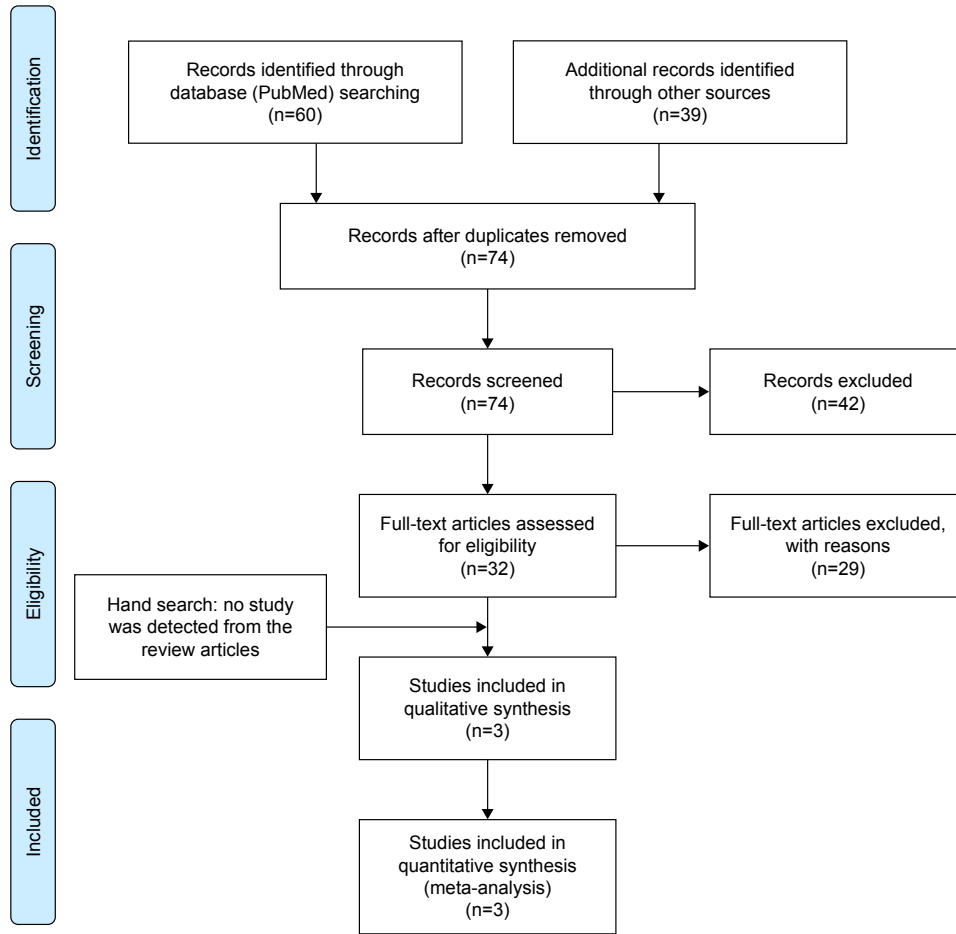 Identification
Records identified through
database (PubMed) searching
(n=60)
Additional records identified
through other sources
(n=39)
Records after duplicates removed
(n=74)
Screening
Records screened
(n=74)
Records excluded
(n=42)
Eligibility
Full-text articles assessed
for eligibility
(n=32)
Full-text articles excluded,
with reasons
(n=29)
Hand search: no study
was detected from the
review articles
Studies included in
qualitative synthesis
(n=3)
Included
Studies included in
quantitative synthesis
(meta-analysis)
(n=3)